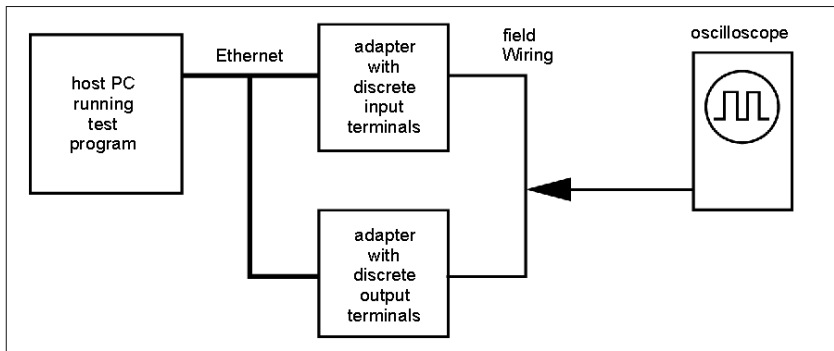 host PC
running
test
program
Ethernet
adapter
with
discrete
input
terminals
field
Wiring
oscilloscope
adapter
with
discrete
output
terminals